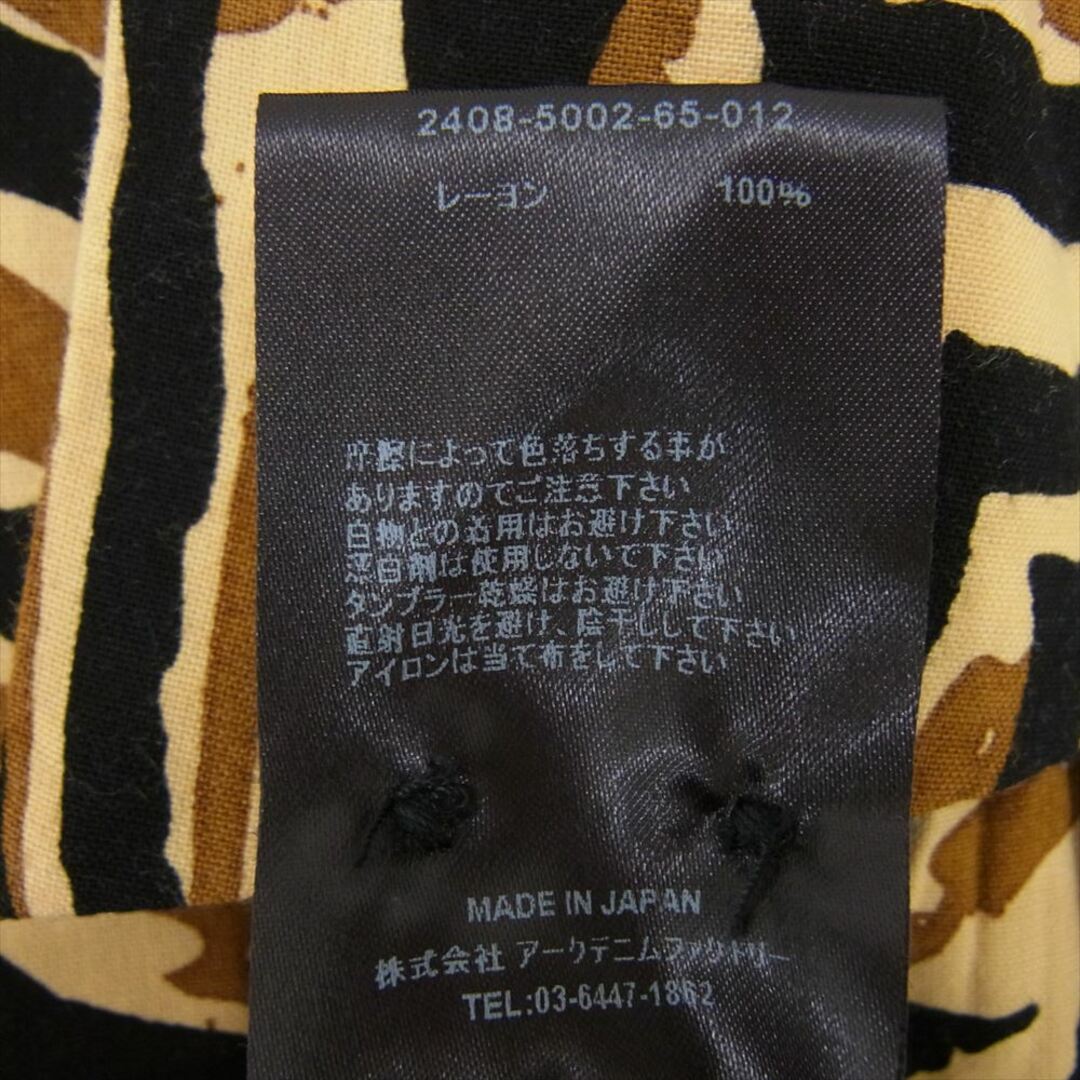 2408-5002-65-012
レーヨン 100%
摩擦によって色落ちする事が
ありますのでご注意下さい
白物との着用はお避け下さい
漂白剤は使用しないで下さい
タンブラー乾燥はお避け下さい
直射日光を避け、陰干しして下さい
アイロンは当て布をして下さい
MADE IN JAPAN
株式会社 アークデニムファクトリー
TEL:03-6447-1862